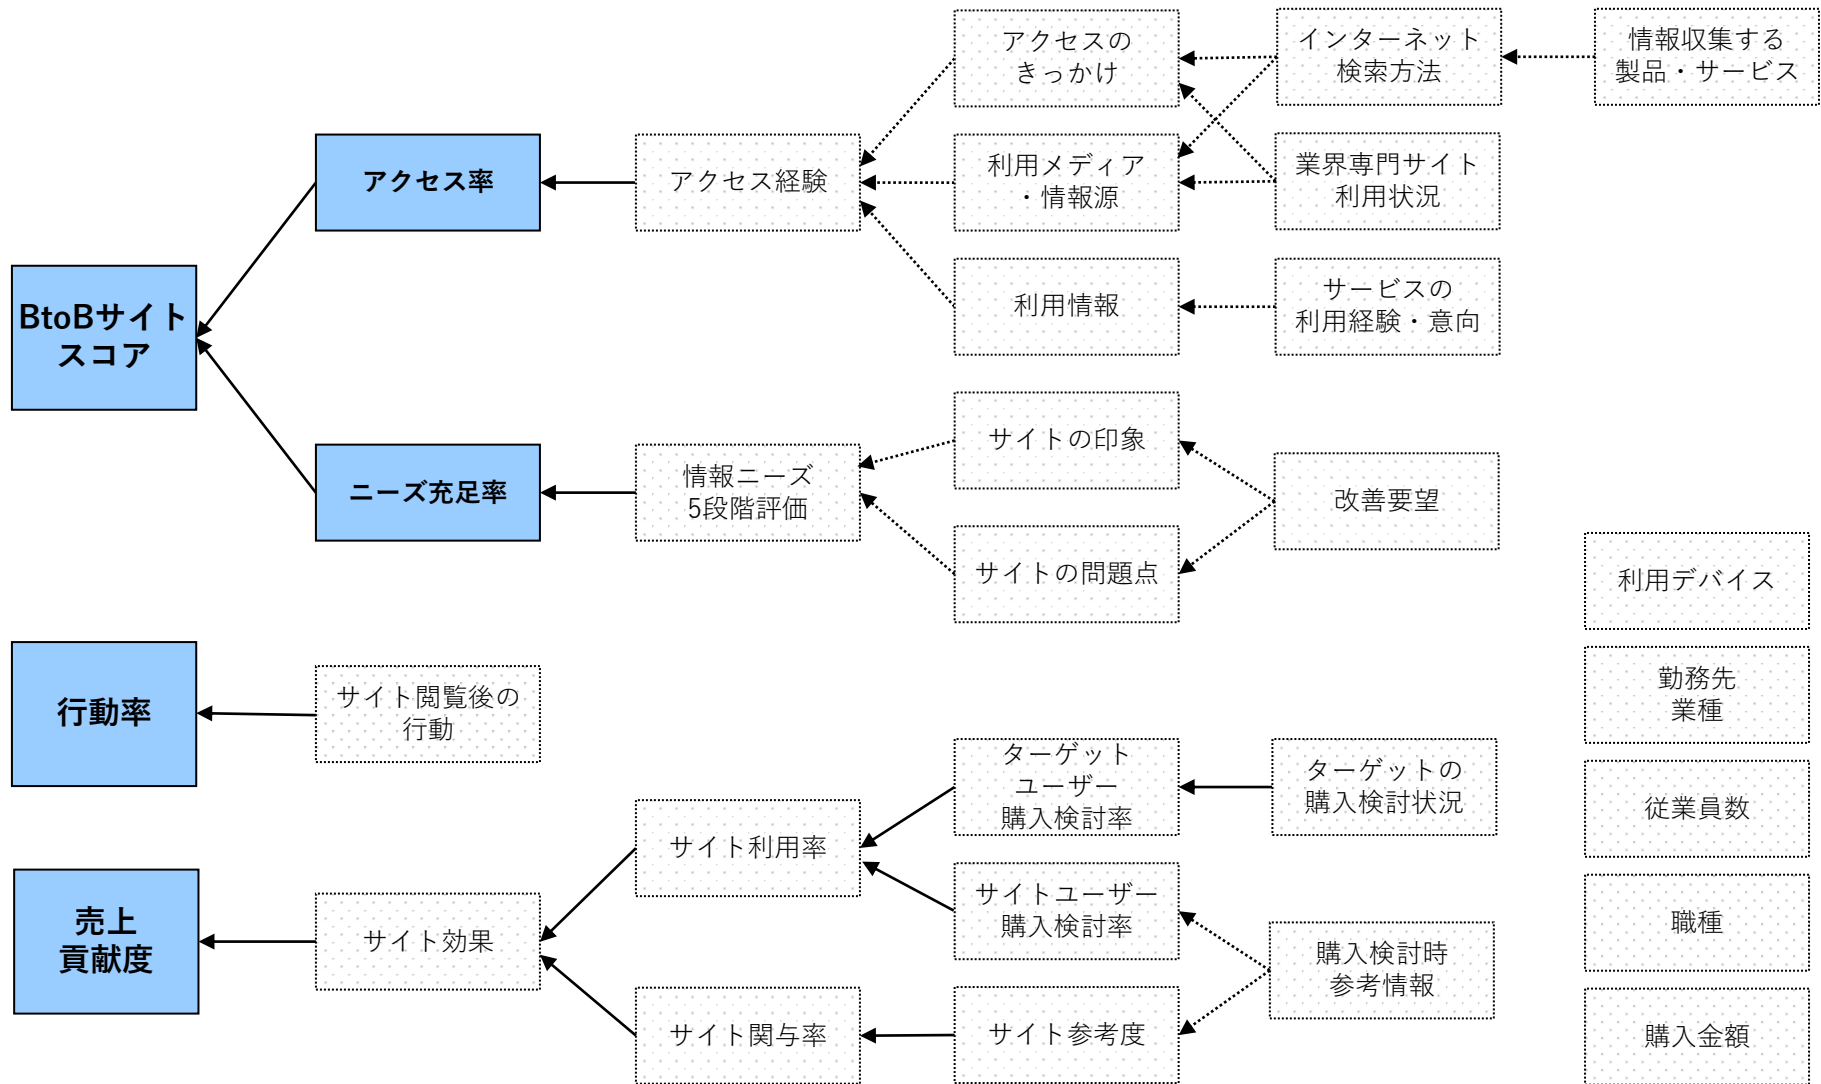 アクセスの
きっかけ
インターネット
検索方法
情報収集する
製品・サービス
アクセス率
アクセス経験
利用メディア
・情報源
業界専門サイト
利用状況
BtoBサイト
スコア
利用情報
サービスの
利用経験・意向
ニーズ充足率
情報ニーズ
5段階評価
サイトの印象
改善要望
サイトの問題点
利用デバイス
行動率
サイト閲覧後の
行動
勤務先
業種
ターゲット
ユーザー
購入検討率
ターゲットの
購入検討状況
従業員数
サイト利用率
売上
貢献度
サイト効果
サイトユーザー
購入検討率
購入検討時
参考情報
職種
サイト関与率
サイト参考度
購入金額